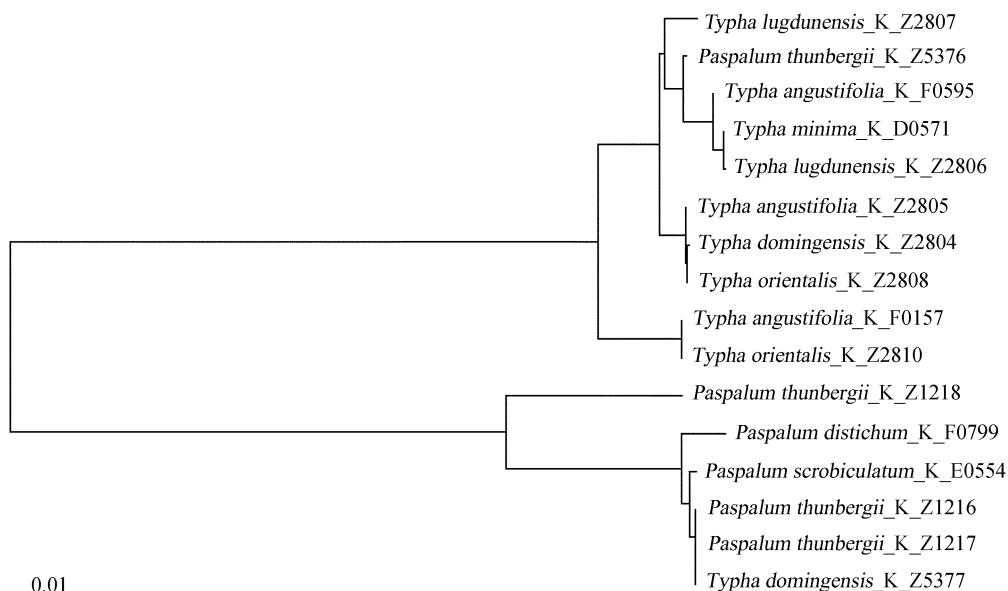 Typha lugdunensis_K_Z2807
Paspalum thunbergii_K_Z5376
Typha angustifolia_K_F0595
Typha minima_K_D0571
Typha lugdunensis_K_Z2806
Typha angustifolia_K_Z2805
Typha domingensis_K_Z2804
Typha orientalis_K_Z2808
Typha angustifolia_K_F0157
Typha orientalis_K_Z2810
Paspalum thunbergii_K_Z1218
Paspalum distichum_K_F0799
Paspalum scrobiculatum_K_E0554
Paspalum thunbergii_K_Z1216
Paspalum thunbergii_K_Z1217
Typha domingensis_K_Z5377
0.01